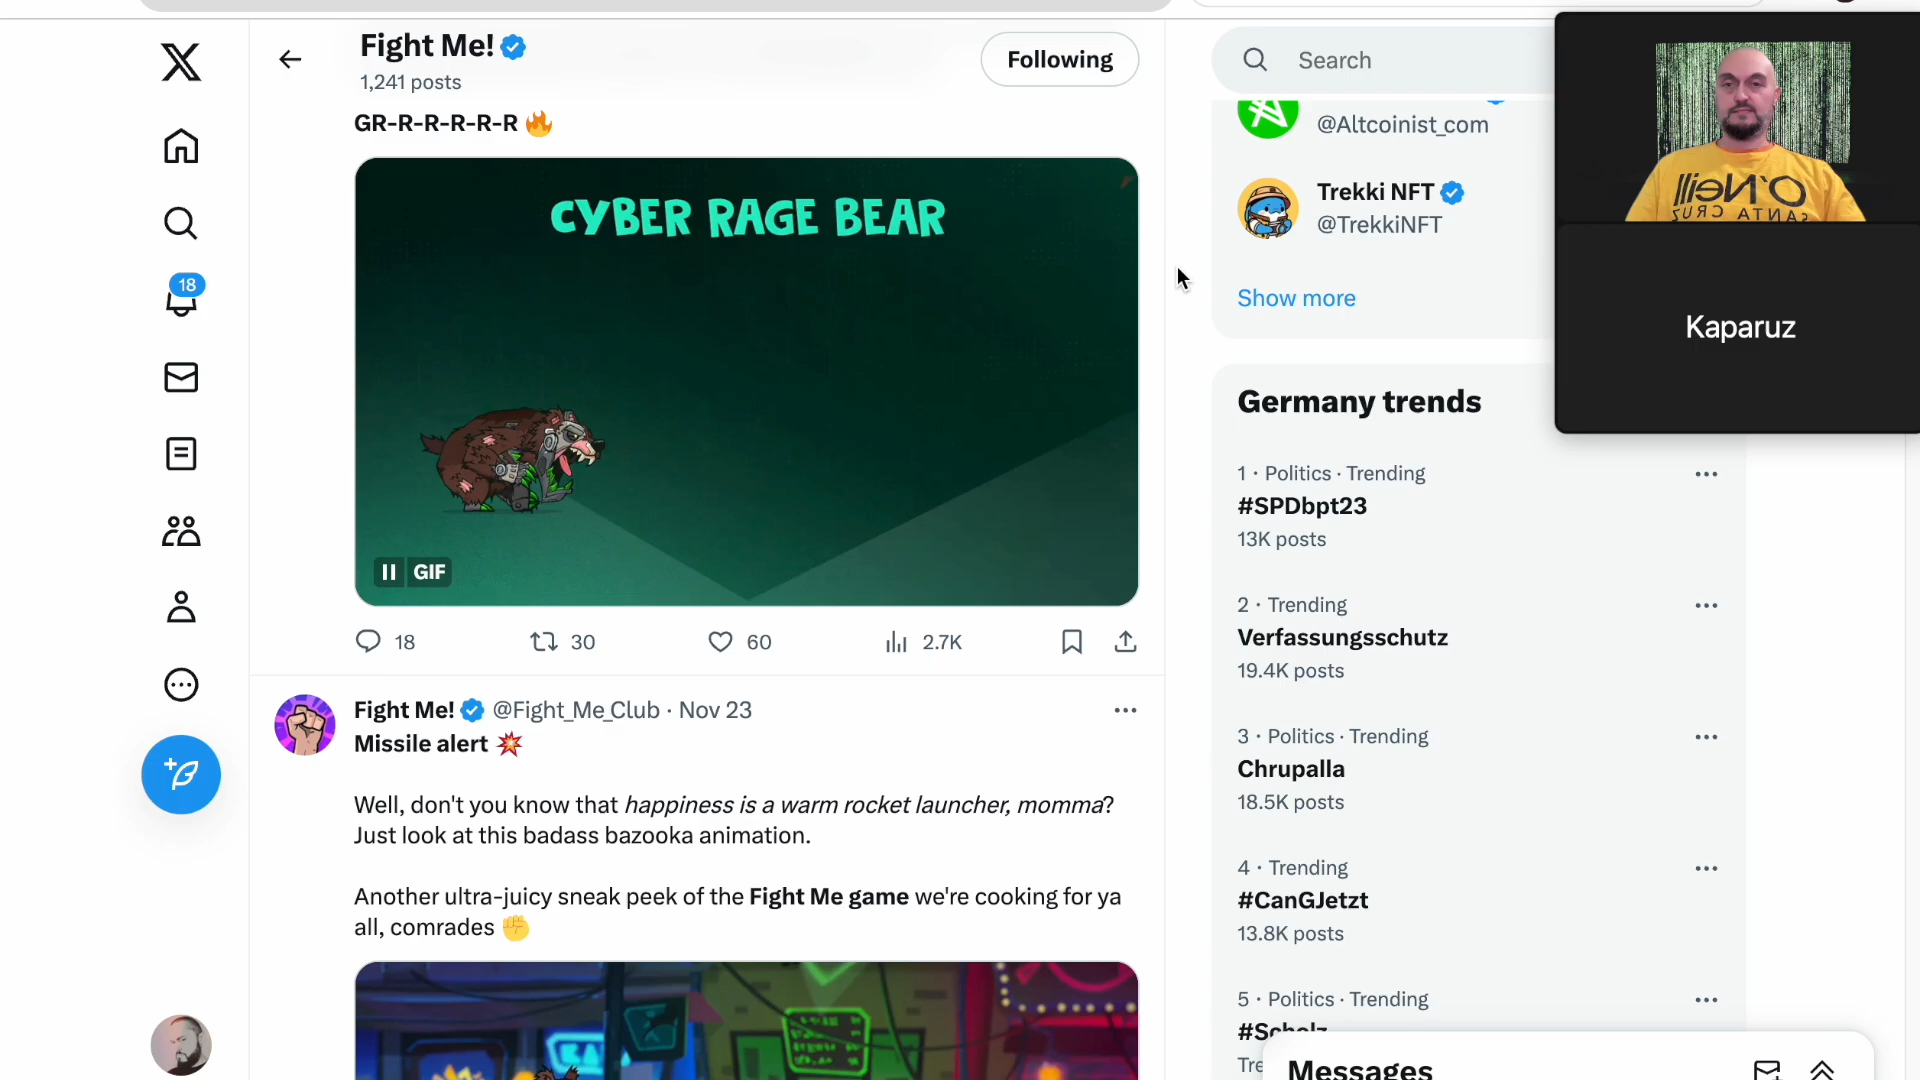 Fight Me!
1,241 posts
Following
GR-R-R-R-R-R 🔥
CYBER RAGE BEAR
GIF
18
30
60
2.7K
Fight Me! @Fight_Me_Club · Nov 23
Missile alert 💥
Well, don't you know that happiness is a warm rocket launcher, momma?
Just look at this badass bazooka animation.
Another ultra-juicy sneak peek of the Fight Me game we're cooking for ya
all, comrades ✊
18
Search
@Altcoinist_com
Trekki NFT
@TrekkiNFT
Show more
Germany trends
1 · Politics · Trending
#SPDbpt23
13K posts
2 · Trending
Verfassungsschutz
19.4K posts
3 · Politics · Trending
Chrupalla
18.5K posts
4 · Trending
#CanGJetzt
13.8K posts
5 · Politics · Trending
#Scholz
Messages
O'Neill
SANTA CRUZ
Kaparuz